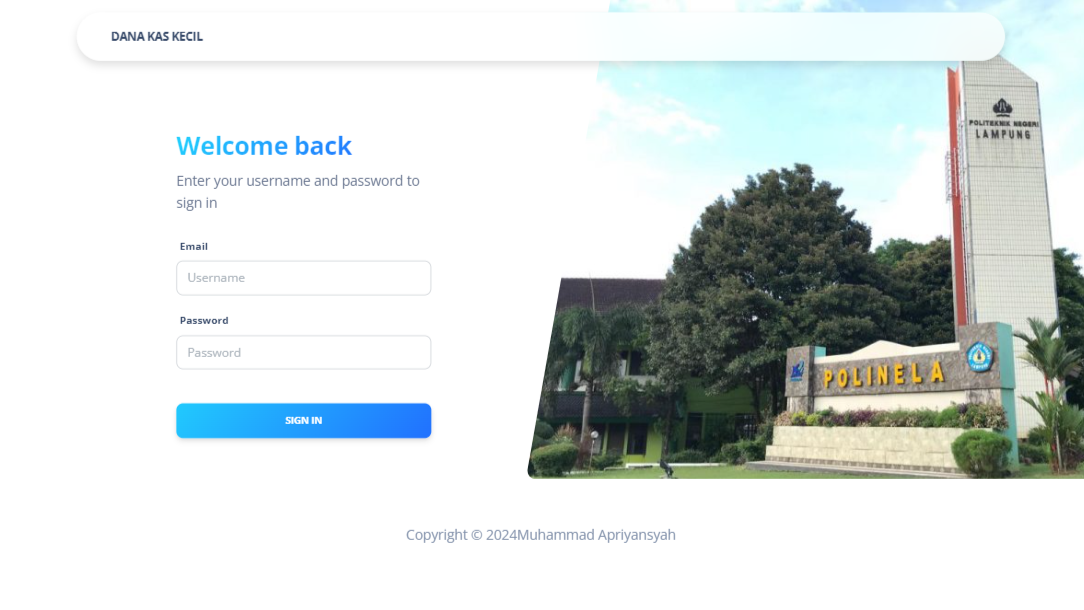 DANA KAS KECIL
Welcome back
Enter your username and password to
sign in
Email
Username
Password
Password
SIGN IN
POLITEKNIK NEGERI
LAMPUNG
POLINELA
Copyright © 2024Muhammad Apriyansyah